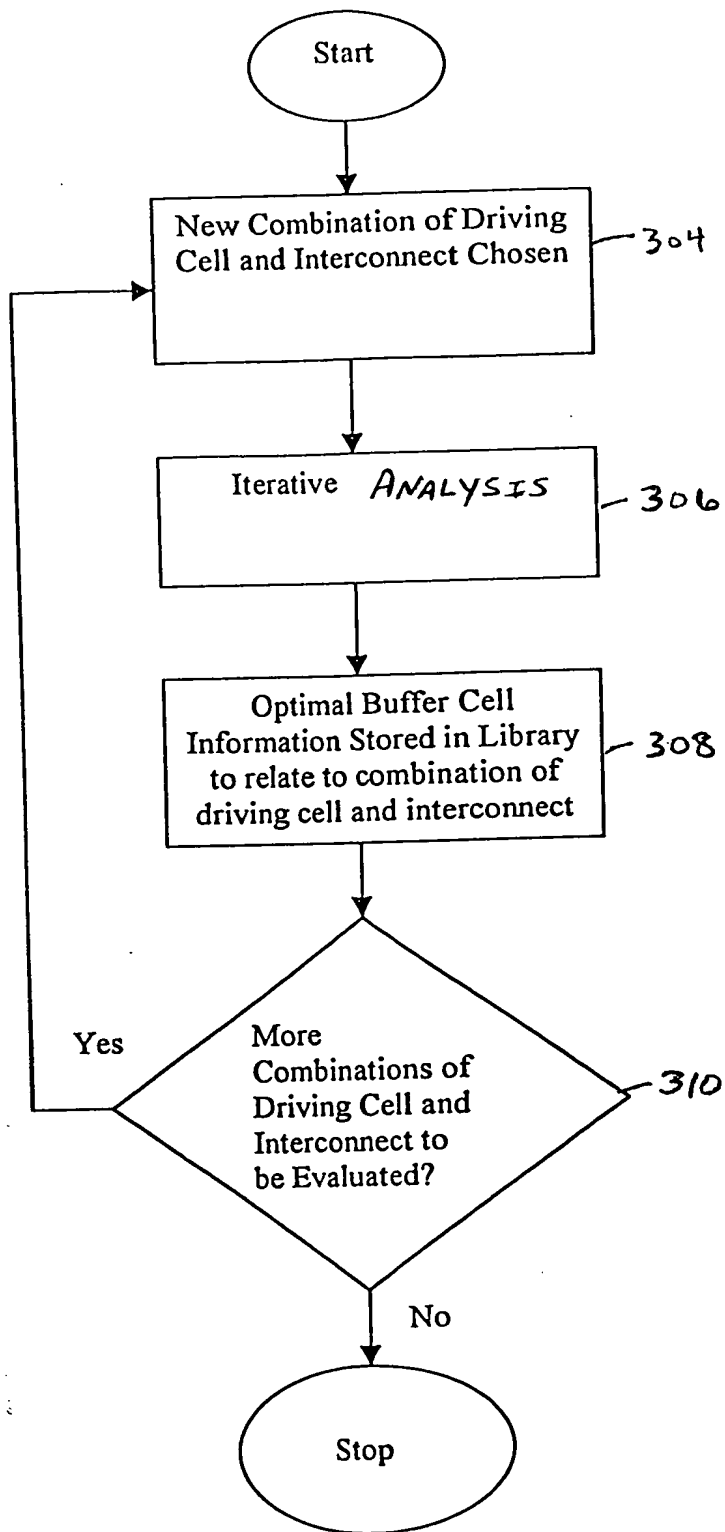 Start
New Combination of Driving
Cell and Interconnect Chosen
304
Iterative ANALYSIS
306
Optimal Buffer Cell
Information Stored in Library
to relate to combination of
driving cell and interconnect
308
Yes
More
Combinations of
Driving Cell and
Interconnect to
be Evaluated?
310
No
Stop